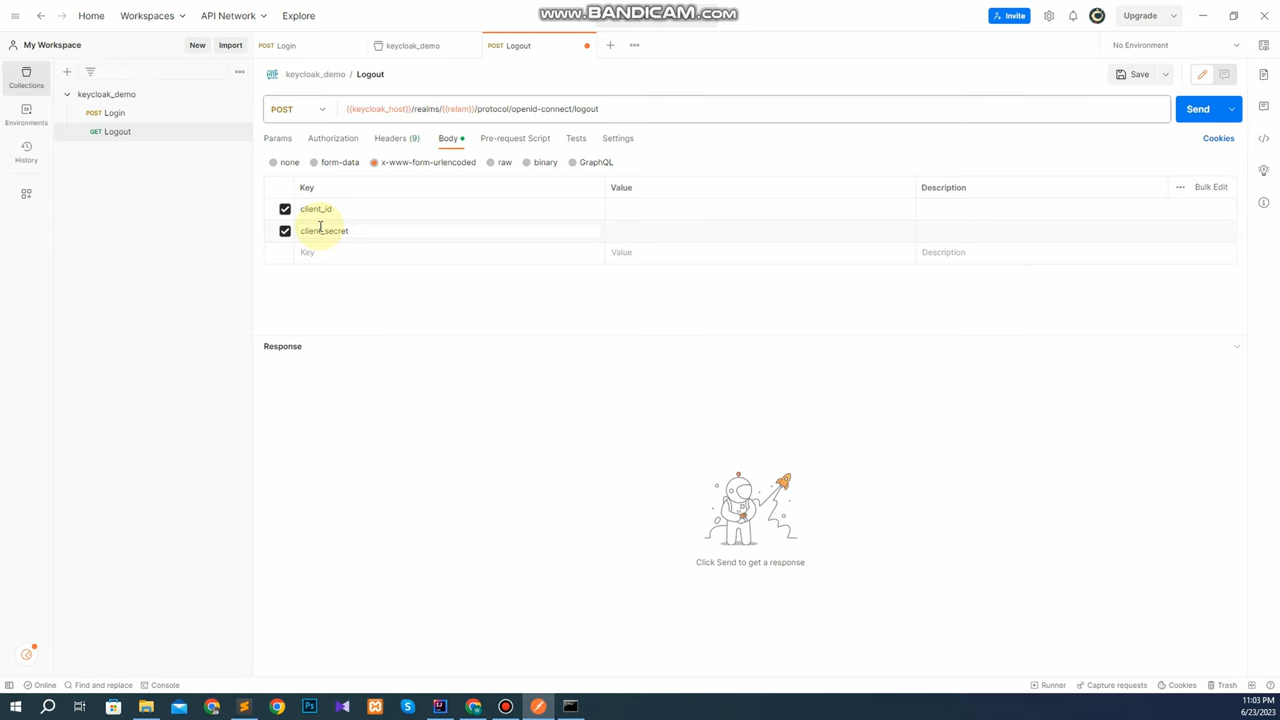 www.BANDICAM.com
Home Workspaces API Network Explore Invite Upgrade
My Workspace New Import POST Login keycloak_demo POST Logout No Environment
Collections
Environments
History
keycloak_demo
POST Login
GET Logout
HTTP keycloak_demo / Logout Save
POST {{keycloak_host}}/realms/{{relam}}/protocol/openid-connect/logout Send
Params Authorization Headers (9) Body Pre-request Script Tests Settings Cookies
none form-data x-www-form-urlencoded raw binary GraphQL
Key Value Description Bulk Edit
client_id
client_secret
Key Value Description
Response
Click Send to get a response
Online Find and replace Console Runner Capture requests Cookies Trash
11:03 PM
6/23/2023